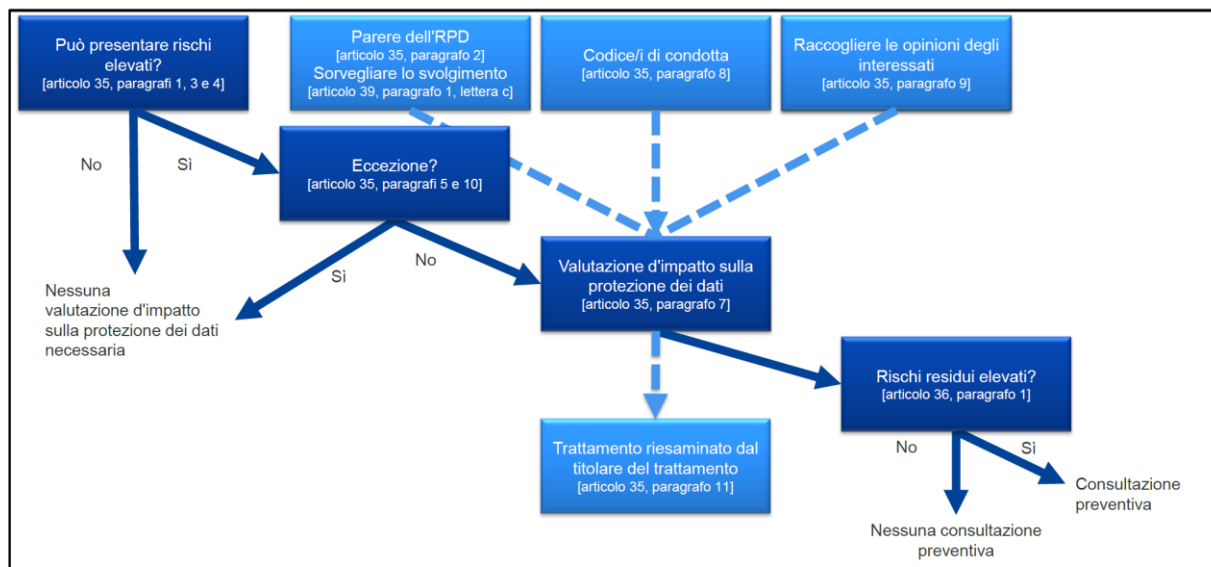 Può presentare rischi
elevati?
[articolo 35, paragrafi 1, 3 e 4]
Parere dell'RPD
[articolo 35, paragrafo 2]
Sorvegliare lo svolgimento
[articolo 39, paragrafo 1, lettera c]
Codice/i di condotta
[articolo 35, paragrafo 8]
Raccogliere le opinioni degli
interessati
[articolo 35, paragrafo 9]
No
Sì
Eccezione?
[articolo 35, paragrafi 5 e 10]
Sì
No
Nessuna
valutazione d'impatto
sulla protezione dei dati
necessaria
Valutazione d'impatto sulla
protezione dei dati
[articolo 35, paragrafo 7]
Rischi residui elevati?
[articolo 36, paragrafo 1]
Trattamento riesaminato dal
titolare del trattamento
[articolo 35, paragrafo 11]
No
Sì
Consultazione
preventiva
Nessuna consultazione
preventiva